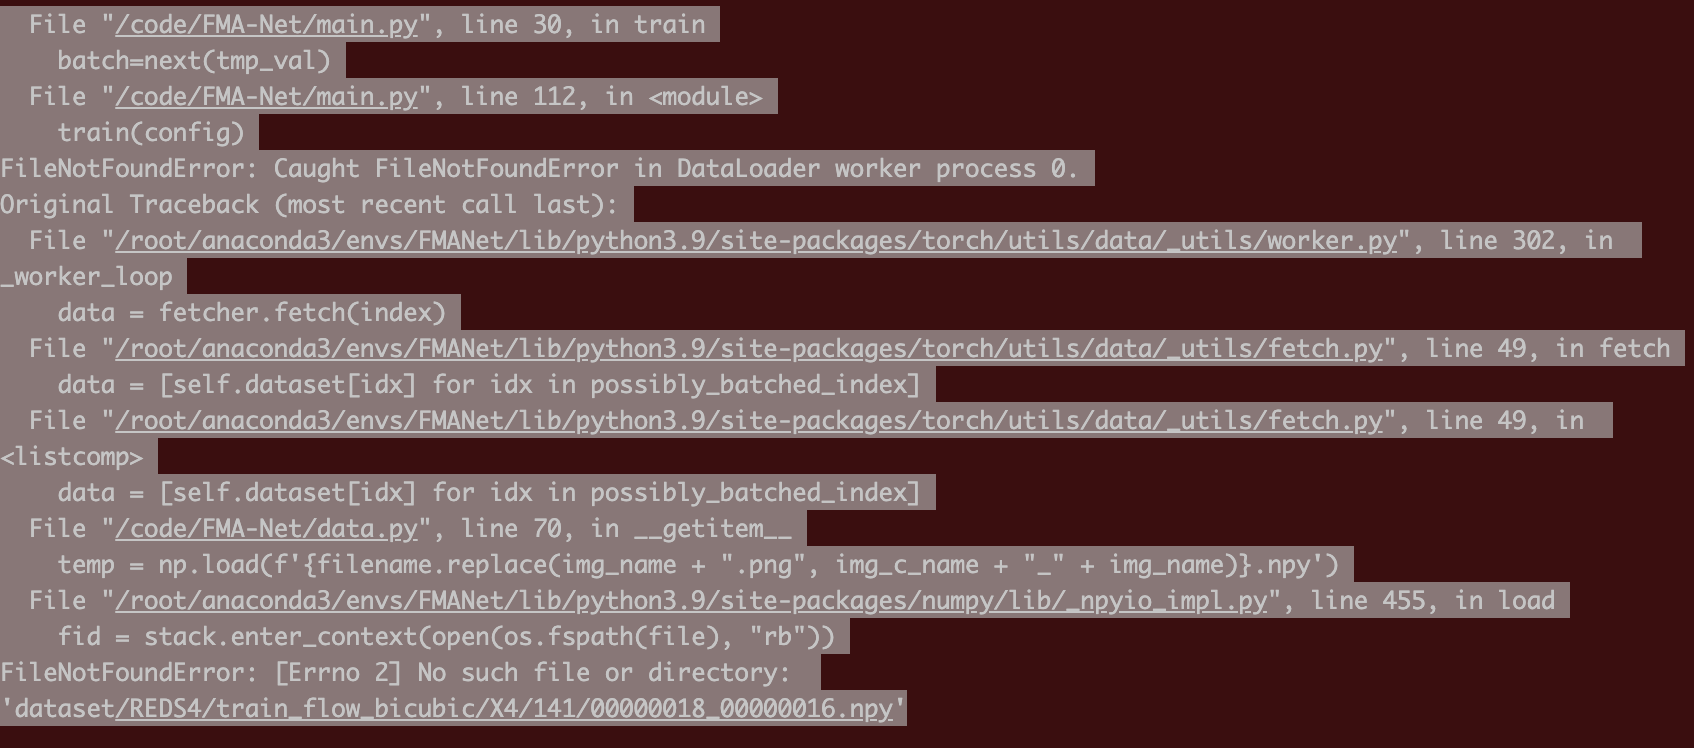 File "/code/FMA-Net/main.py", line 30, in train
batch=next(tmp_val)
File "/code/FMA-Net/main.py", line 112, in <module>
train(config)
FileNotFoundError: Caught FileNotFoundError in DataLoader worker process 0.
Original Traceback (most recent call last):
File "/root/anaconda3/envs/FMANet/lib/python3.9/site-packages/torch/utils/data/_utils/worker.py", line 302, in
_worker_loop
data = fetcher.fetch(index)
File "/root/anaconda3/envs/FMANet/lib/python3.9/site-packages/torch/utils/data/_utils/fetch.py", line 49, in fetch
data = [self.dataset[idx] for idx in possibly_batched_index]
File "/root/anaconda3/envs/FMANet/lib/python3.9/site-packages/torch/utils/data/_utils/fetch.py", line 49, in
<listcomp>
data = [self.dataset[idx] for idx in possibly_batched_index]
File "/code/FMA-Net/data.py", line 70, in __getitem__
temp = np.load(f'{filename.replace(img_name + ".png", img_c_name + "_" + img_name)}.npy')
File "/root/anaconda3/envs/FMANet/lib/python3.9/site-packages/numpy/lib/_npyio_impl.py", line 455, in load
fid = stack.enter_context(open(os.fspath(file), "rb"))
FileNotFoundError: [Errno 2] No such file or directory:
'dataset/REDS4/train_flow_bicubic/X4/141/00000018_00000016.npy'